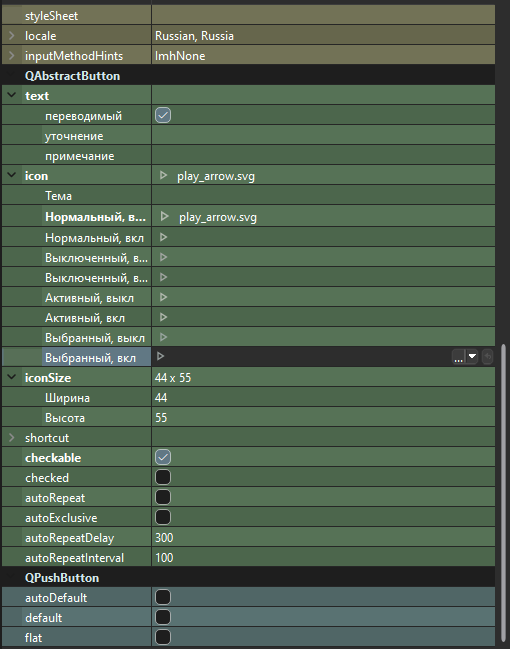 styleSheet
locale Russian, Russia
inputMethodHints ImhNone
QAbstractButton
text
переводимый
уточнение
примечание
icon play_arrow.svg
Тема
Нормальный, в... play_arrow.svg
Нормальный, вкл
Выключенный, в...
Выключенный, в...
Активный, выкл
Активный, вкл
Выбранный, выкл
Выбранный, вкл ...
iconSize 44 x 55
Ширина 44
Высота 55
shortcut
checkable
checked
autoRepeat
autoExclusive
autoRepeatDelay 300
autoRepeatInterval 100
QPushButton
autoDefault
default
flat